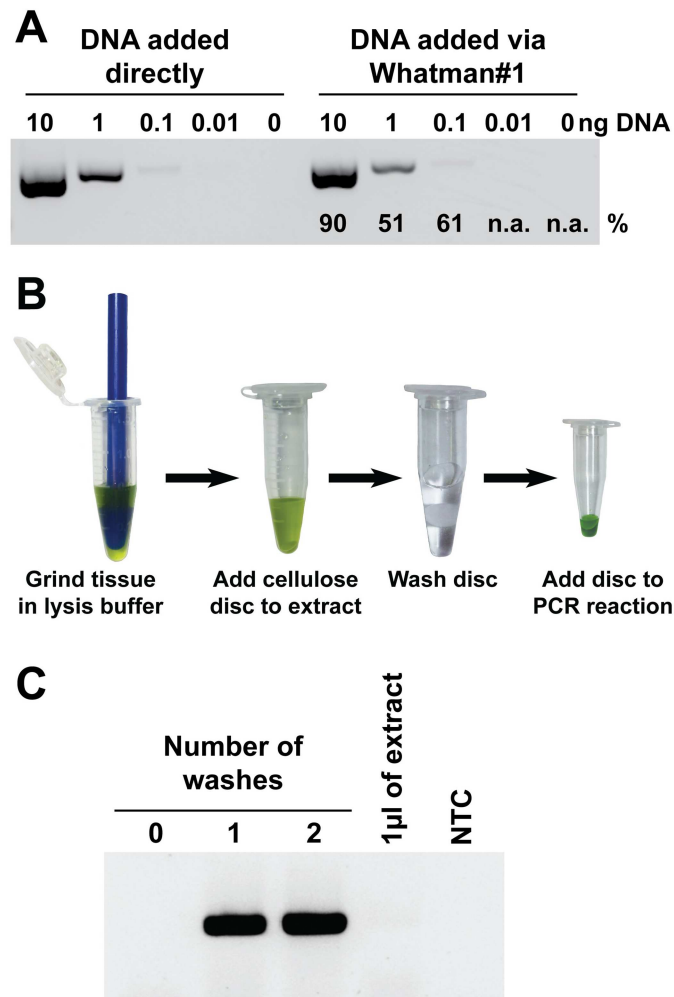 A
DNA added
directly
DNA added via
Whatman#1
10 1 0.1 0.01 0 10 1 0.1 0.01 0 ng DNA
90 51 61 n.a. n.a. %
B
Grind tissue
in lysis buffer
Add cellulose
disc to extract
Wash disc
Add disc to
PCR reaction
C
Number of
washes
0 1 2
1µl of extract
NTC